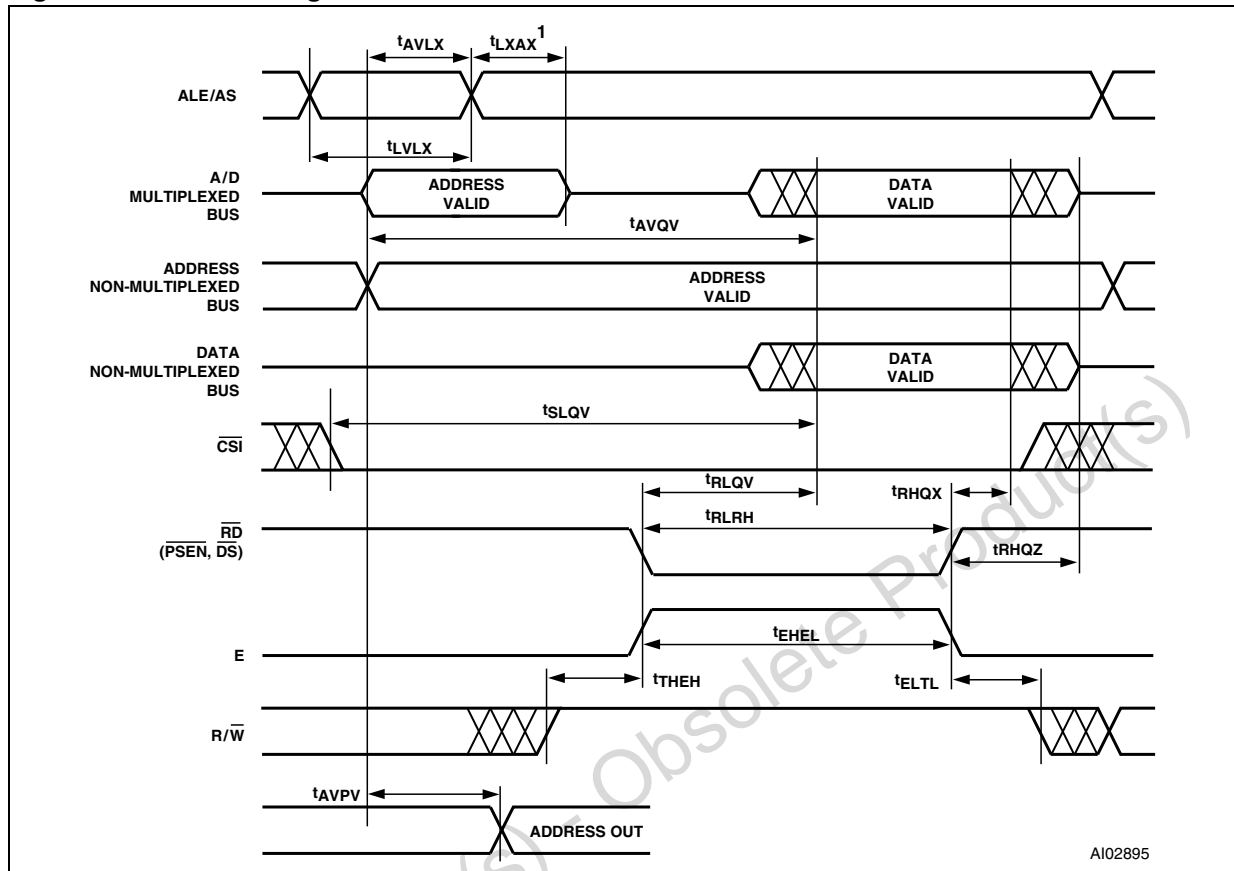 tAVLX
tLXAX 1
ALE/AS
tLVLX
A/D
MULTIPLEXED
BUS
ADDRESS
VALID
DATA
VALID
tAVQV
ADDRESS
NON-MULTIPLEXED
BUS
ADDRESS
VALID
DATA
NON-MULTIPLEXED
BUS
DATA
VALID
tSLQV
CSI
tRLQV
tRHQX
tRLRH
RD
(PSEN, DS)
tRHQZ
tEHEL
E
tTHEH
tELTL
R/W
tAVPV
ADDRESS OUT
AI02895
(s) - Obsolete Product(s)